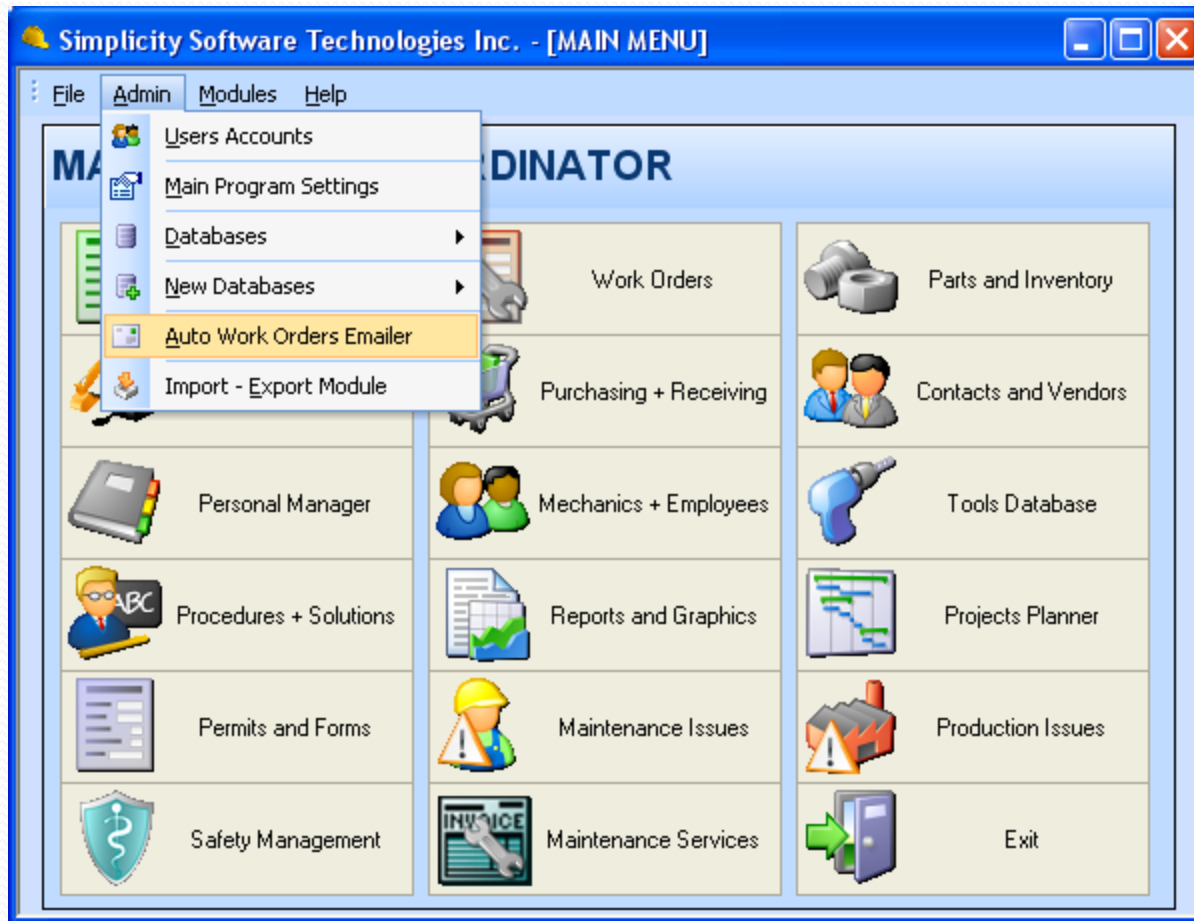 Simplicity Software Technologies Inc. - [MAIN MENU]
File Admin Modules Help
Users Accounts
Main Program Settings
Databases
New Databases
Auto Work Orders Emailer
Import - Export Module
MA DINATOR
Work Orders
Parts and Inventory
Purchasing + Receiving
Contacts and Vendors
Personal Manager
Mechanics + Employees
Tools Database
ABC
Procedures + Solutions
Reports and Graphics
Projects Planner
Permits and Forms
Maintenance Issues
Production Issues
Safety Management
INVOICE
Maintenance Services
Exit